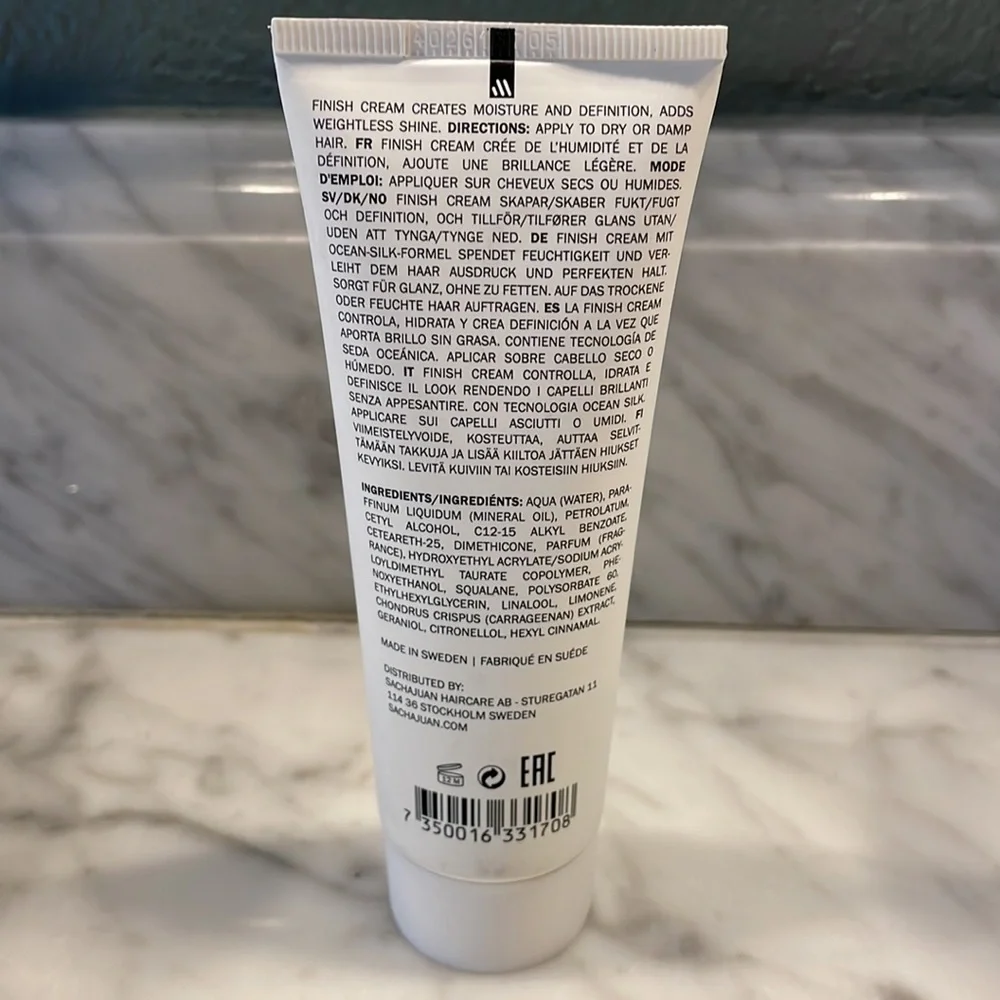 FINISH CREAM CREATES MOISTURE AND DEFINITION, ADDS
WEIGHTLESS SHINE. DIRECTIONS: APPLY TO DRY OR DAMP
HAIR. FR FINISH CREAM CRÉE DE L'HUMIDITÉ ET DE LA
DÉFINITION, AJOUTE UNE BRILLANCE LÉGÈRE. MODE
D'EMPLOI: APPLIQUER SUR CHEVEUX SECS OU HUMIDES.
SV/DK/NO FINISH CREAM SKAPAR/SKABER FUKT/FUGT
OCH DEFINITION, OCH TILLFÖR/TILFØRER GLANS UTAN/
UDEN ATT TYNGA/TYNGE NED. DE FINISH CREAM MIT
OCEAN-SILK-FORMEL SPENDET FEUCHTIGKEIT UND VER-
LEIHT DEM HAAR AUSDRUCK UND PERFEKTEN HALT.
SORGT FÜR GLANZ, OHNE ZU FETTEN. AUF DAS TROCKENE
ODER FEUCHTE HAAR AUFTRAGEN. ES LA FINISH CREAM
CONTROLA, HIDRATA Y CREA DEFINICIÓN A LA VEZ QUE
APORTA BRILLO SIN GRASA. CONTIENE TECNOLOGÍA DE
SEDA OCEÁNICA. APLICAR SOBRE CABELLO SECO O
HÚMEDO. IT FINISH CREAM CONTROLLA, IDRATA E
DEFINISCE IL LOOK RENDENDO I CAPELLI BRILLANTI
SENZA APPESANTIRE. CON TECNOLOGIA OCEAN SILK.
APPLICARE SUI CAPELLI ASCIUTTI O UMIDI. FI
VIIMEISTELYVOIDE, KOSTEUTTAA, AUTTAA SELVIT-
TÄMÄÄN TAKKUJA JA LISÄÄ KIILTOA JÄTTÄEN HIUKSET
KEVYIKSI. LEVITÄ KUIVIIN TAI KOSTEISIIN HIUKSIIN.
INGREDIENTS/INGREDIÉNTS: AQUA (WATER), PARA-
FFINUM LIQUIDUM (MINERAL OIL), PETROLATUM,
CETYL ALCOHOL, C12-15 ALKYL BENZOATE,
CETEARETH-25, DIMETHICONE, PARFUM (FRAG-
RANCE), HYDROXYETHYL ACRYLATE/SODIUM ACRY-
LOYLDIMETHYL TAURATE COPOLYMER, PHE-
NOXYETHANOL, SQUALANE, POLYSORBATE 60,
ETHYLHEXYLGLYCERIN, LINALOOL, LIMONENE,
CHONDRUS CRISPUS (CARRAGEENAN) EXTRACT,
GERANIOL, CITRONELLOL, HEXYL CINNAMAL.
MADE IN SWEDEN | FABRIQUÉ EN SUÉDE
DISTRIBUTED BY:
SACHAJUAN HAIRCARE AB - STUREGATAN 11
114 36 STOCKHOLM SWEDEN
SACHAJUAN.COM
12 M EAC
7 350016 331708